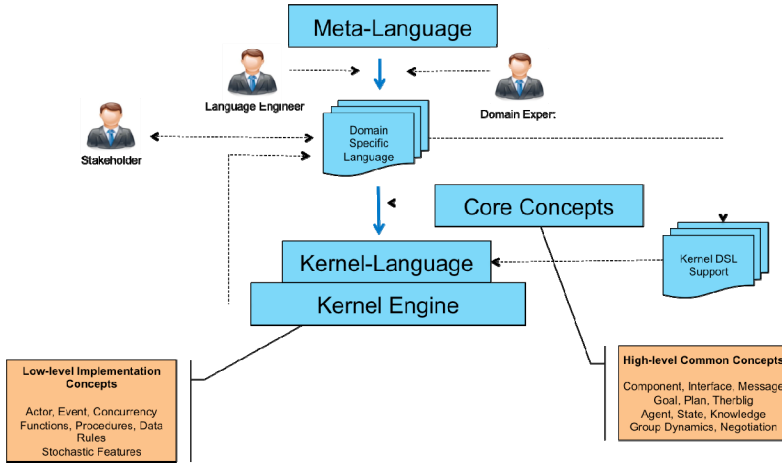 Meta-Language
Language Engineer
Domain Exper:
Stakeholder
Domain
Specific
Language
Core Concepts
Kernel-Language
Kernel DSL
Support
Kernel Engine
Low-level Implementation
Concepts
Actor, Event, Concurrency
Functions, Procedures, Data
Rules
Stochastic Features
High-level Common Concepts
Component, Interface, Message
Goal, Plan, Therblig
Agent, State, Knowledge
Group Dynamics, Negotiation